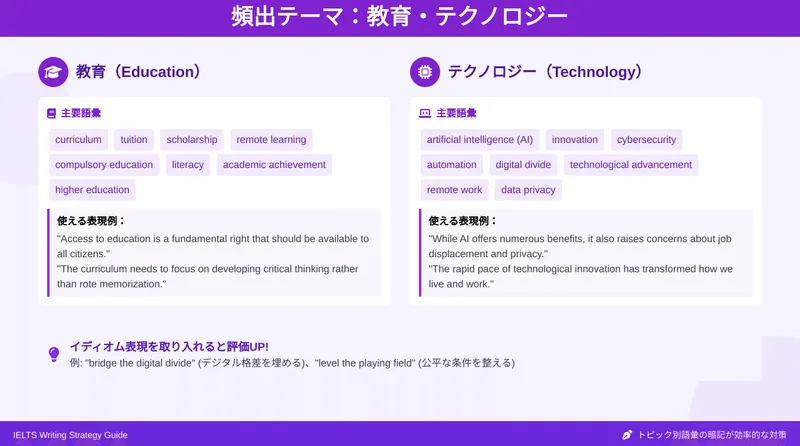 頻出テーマ：教育・テクノロジー
教育（Education）
主要語彙
curriculum tuition scholarship remote learning
compulsory education literacy academic achievement
higher education
使える表現例：
"Access to education is a fundamental right that should be available to
all citizens."
"The curriculum needs to focus on developing critical thinking rather
than rote memorization."
テクノロジー（Technology）
主要語彙
artificial intelligence (AI) innovation cybersecurity
automation digital divide technological advancement
remote work data privacy
使える表現例：
"While AI offers numerous benefits, it also raises concerns about job
displacement and privacy."
"The rapid pace of technological innovation has transformed how we
live and work."
イディオム表現を取り入れると評価UP!
例: "bridge the digital divide" (デジタル格差を埋める)、"level the playing field" (公平な条件を整える)
IELTS Writing Strategy Guide
トピック別語彙の暗記が効率的な対策